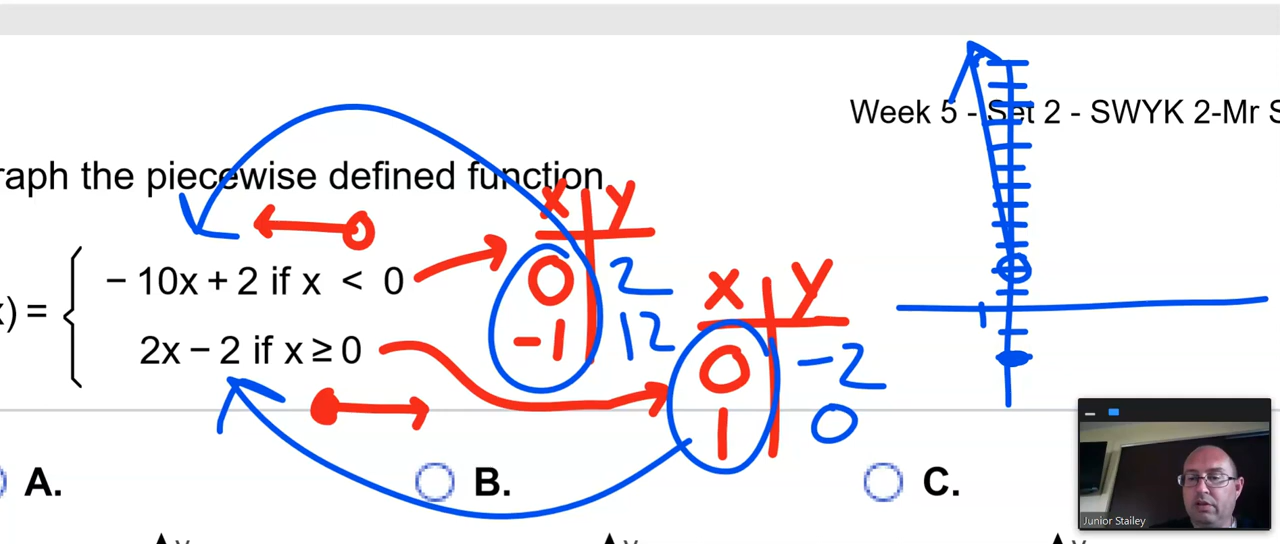 Week 5 - Set 2 - SWYK 2-Mr S
raph the piecewise defined function
x) =
− 10x + 2 if x < 0
2x − 2 if x ≥ 0
x y
0 2
-1 12
x y
0 -2
1 0
A.
B.
C.
y
y
y
Junior Stailey